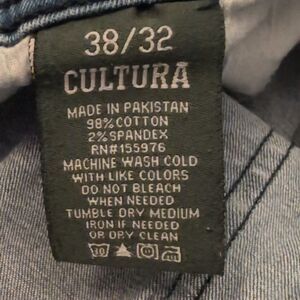 38/32
CULTURA
MADE IN PAKISTAN
98% COTTON
2% SPANDEX
RN#155976
MACHINE WASH COLD
WITH LIKE COLORS
DO NOT BLEACH
WHEN NEEDED
TUMBLE DRY MEDIUM
IRON IF NEEDED
OR DRY CLEAN
30